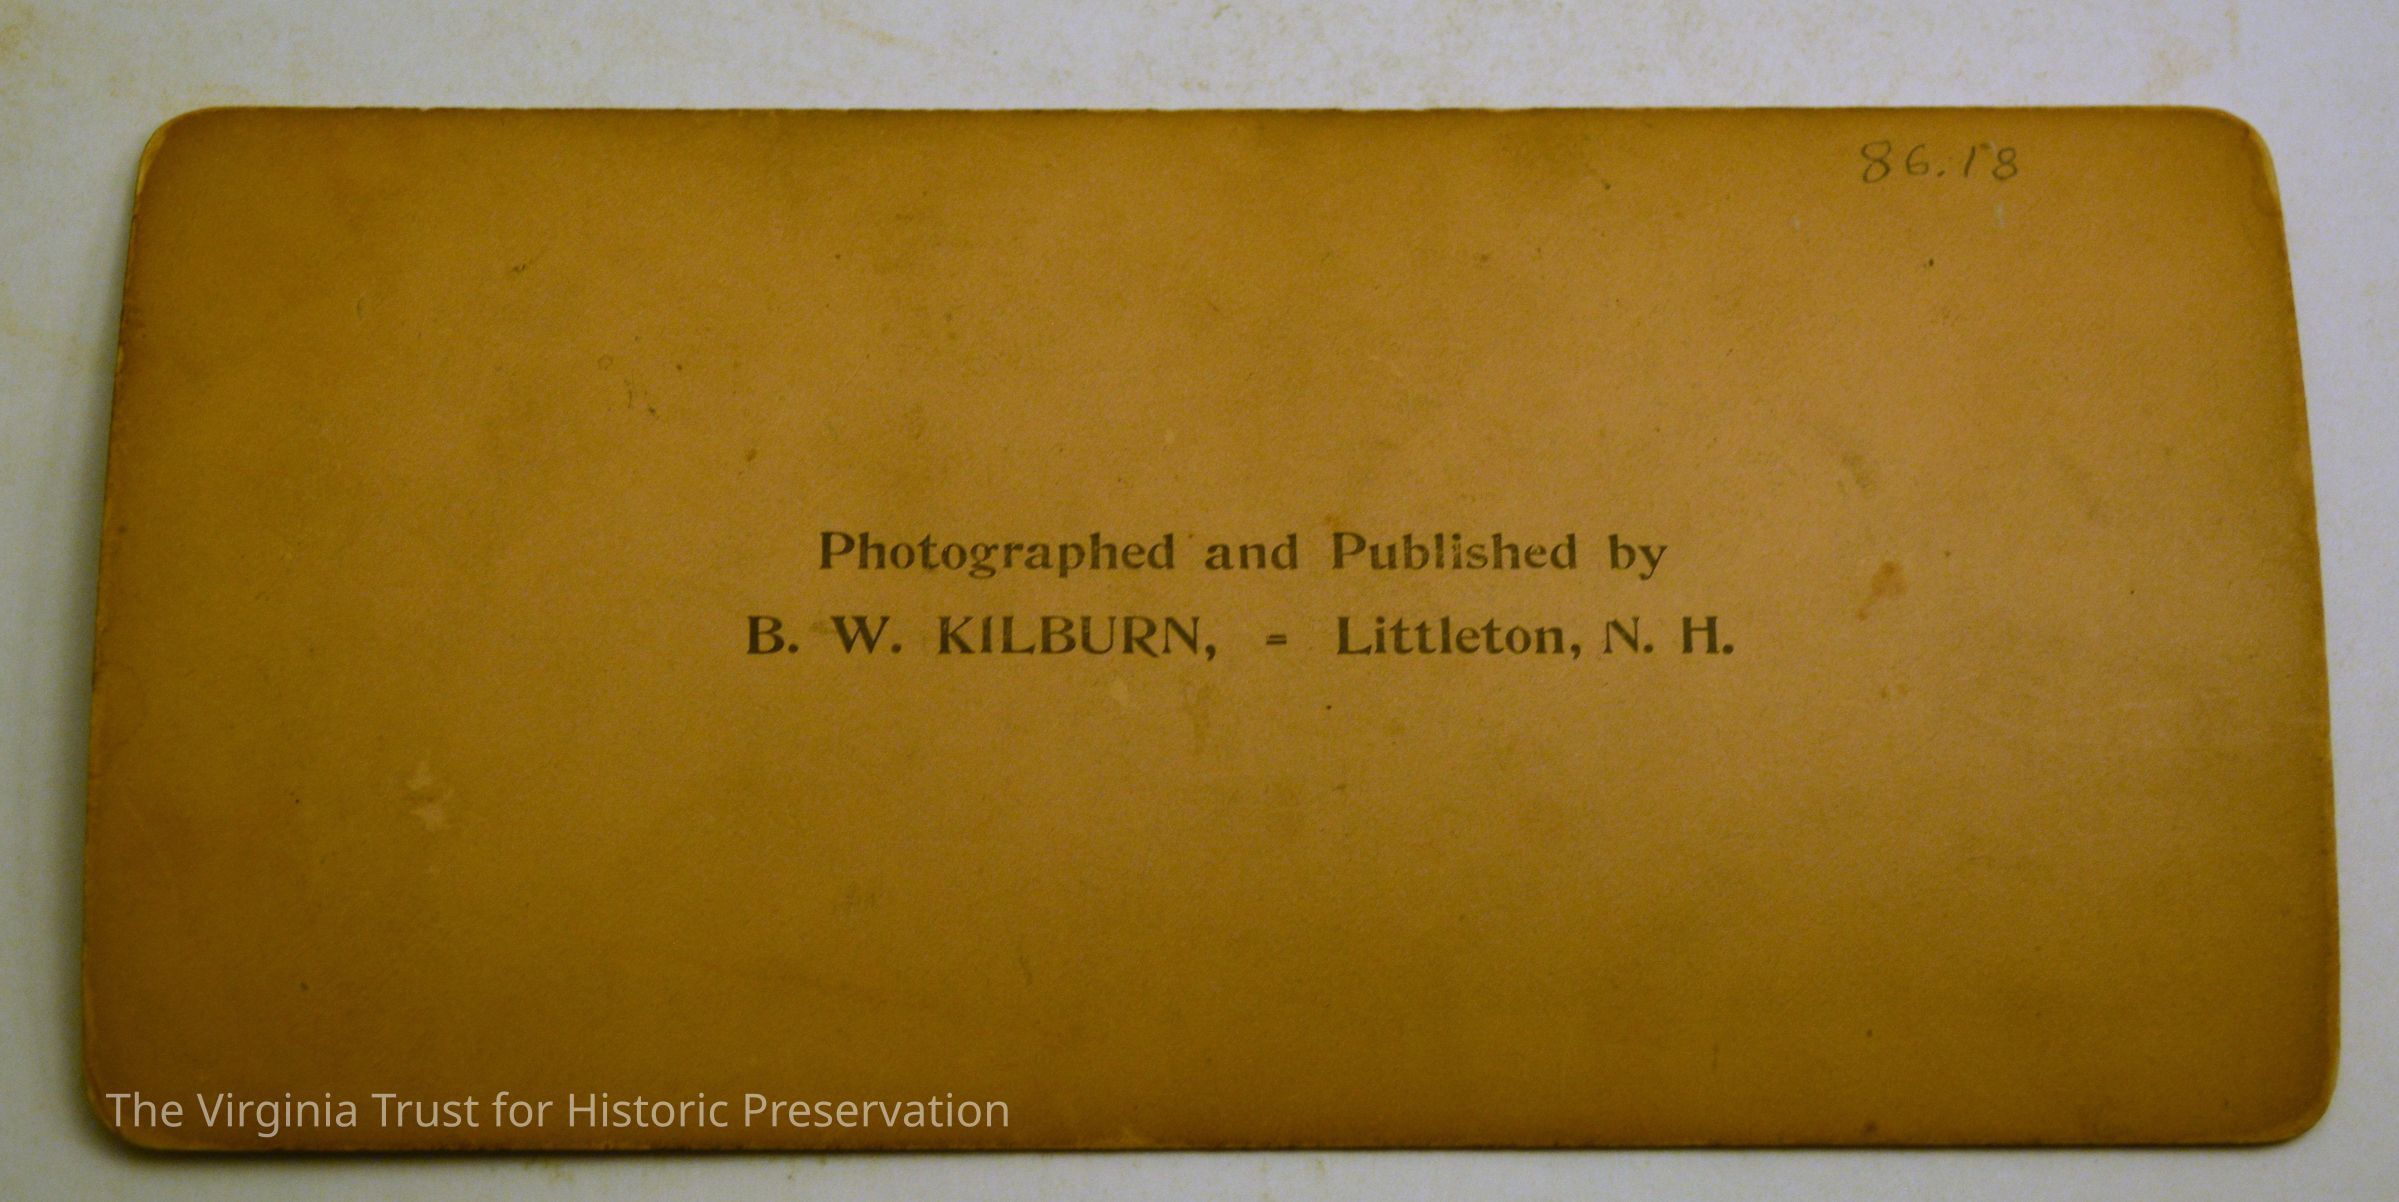 86.18
Photographed and Published by
B. W. KILBURN, = Littleton, N. H.
The Virginia Trust for Historic Preservation